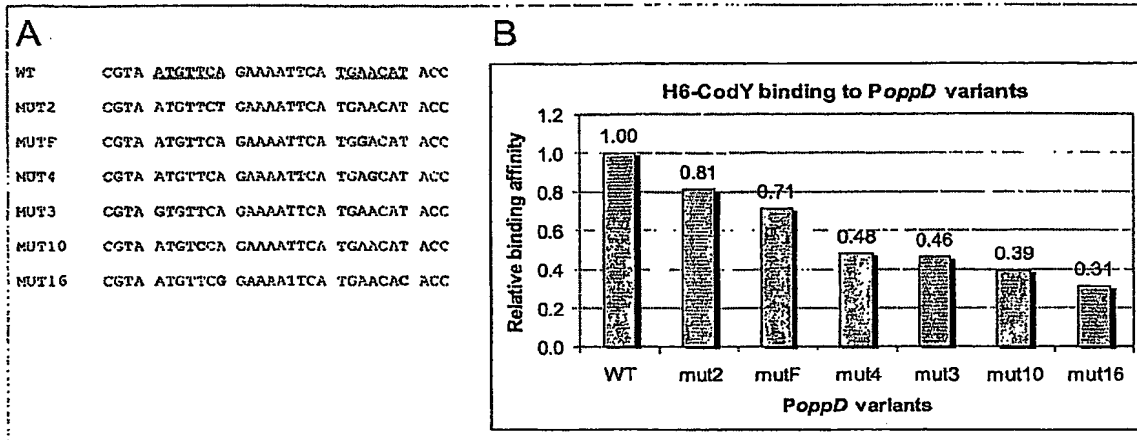 A
WT CGTA ATGTTCA GAAAATTCA TGAACAT ACC
MUT2 CGTA ATGTTCT GAAAATTCA TGAACAT ACC
MUTF CGTA ATGTTCA GAAAATTCA TGGACAT ACC
MUT4 CGTA ATGTTCA GAAAATTCA TGAGCAT ACC
MUT3 CGTA GTGTTCA GAAAATTCA TGAACAT ACC
MUT10 CGTA ATGTCCA GAAAATTCA TGAACAT ACC
MUT16 CGTA ATGTTCG GAAAATTCA TGAACAC ACC
B
H6-CodY binding to PoppD variants
Relative binding affinity
1.2
1.0
0.8
0.6
0.4
0.2
0.0
1.00
0.81
0.71
0.48
0.46
0.39
0.31
WT mut2 mutF mut4 mut3 mut10 mut16
PoppD variants